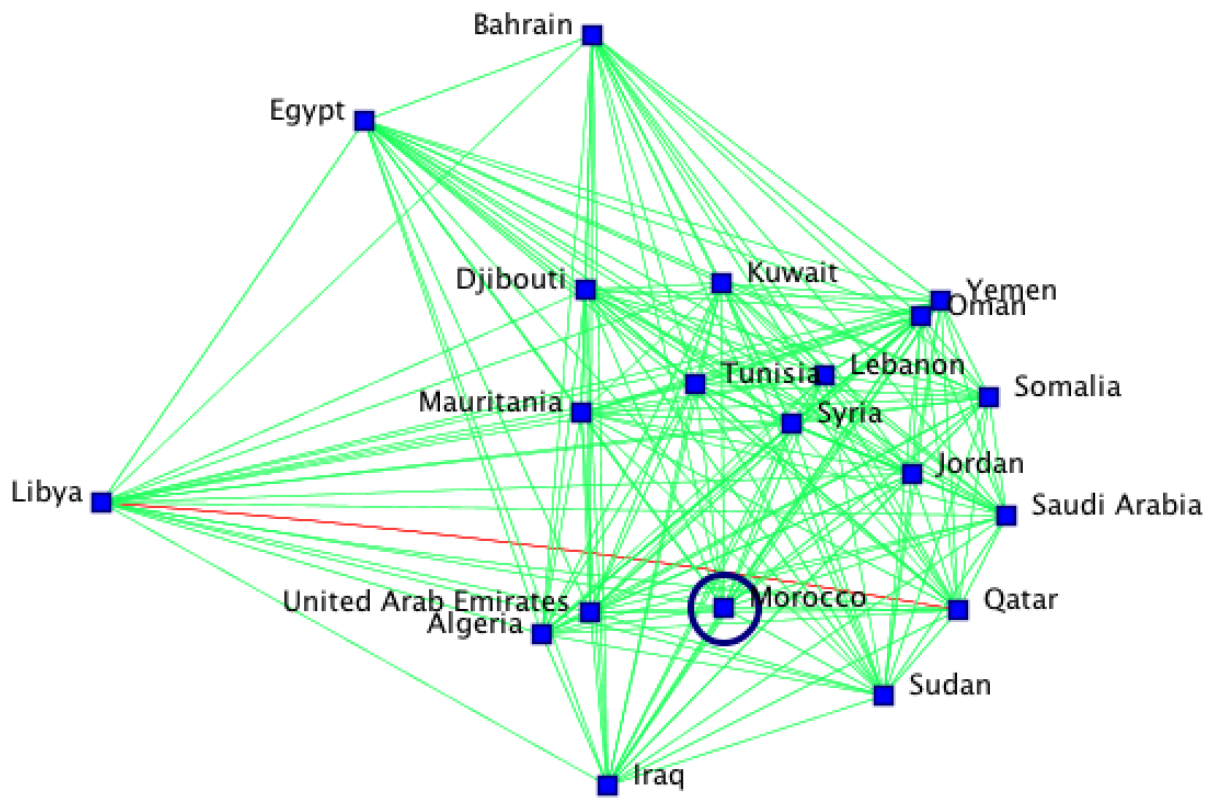 Bahrain
Egypt
Djibouti
Kuwait
Yemen
Oman
Tunisia
Lebanon
Somalia
Mauritania
Syria
Jordan
Libya
Saudi Arabia
United Arab Emirates
Morocco
Qatar
Algeria
Sudan
Iraq